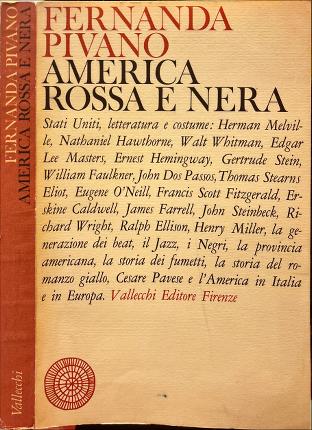 FERNANDA PIVANO
AMERICA ROSSA E NERA
Vallecchi
FERNANDA
PIVANO
AMERICA
ROSSA E NERA
Stati Uniti, letteratura e costume: Herman Melvil-
le, Nathaniel Hawthorne, Walt Whitman, Edgar
Lee Masters, Ernest Hemingway, Gertrude Stein,
William Faulkner, John Dos Passos, Thomas Stearns
Eliot, Eugene O'Neill, Francis Scott Fitzgerald, Er-
skine Caldwell, James Farrell, John Steinbeck, Ri-
chard Wright, Ralph Ellison, Henry Miller, la ge-
nerazione dei beat, il Jazz, i Negri, la provincia
americana, la storia dei fumetti, la storia del ro-
manzo giallo, Cesare Pavese e l'America in Italia
e in Europa. Vallecchi Editore Firenze